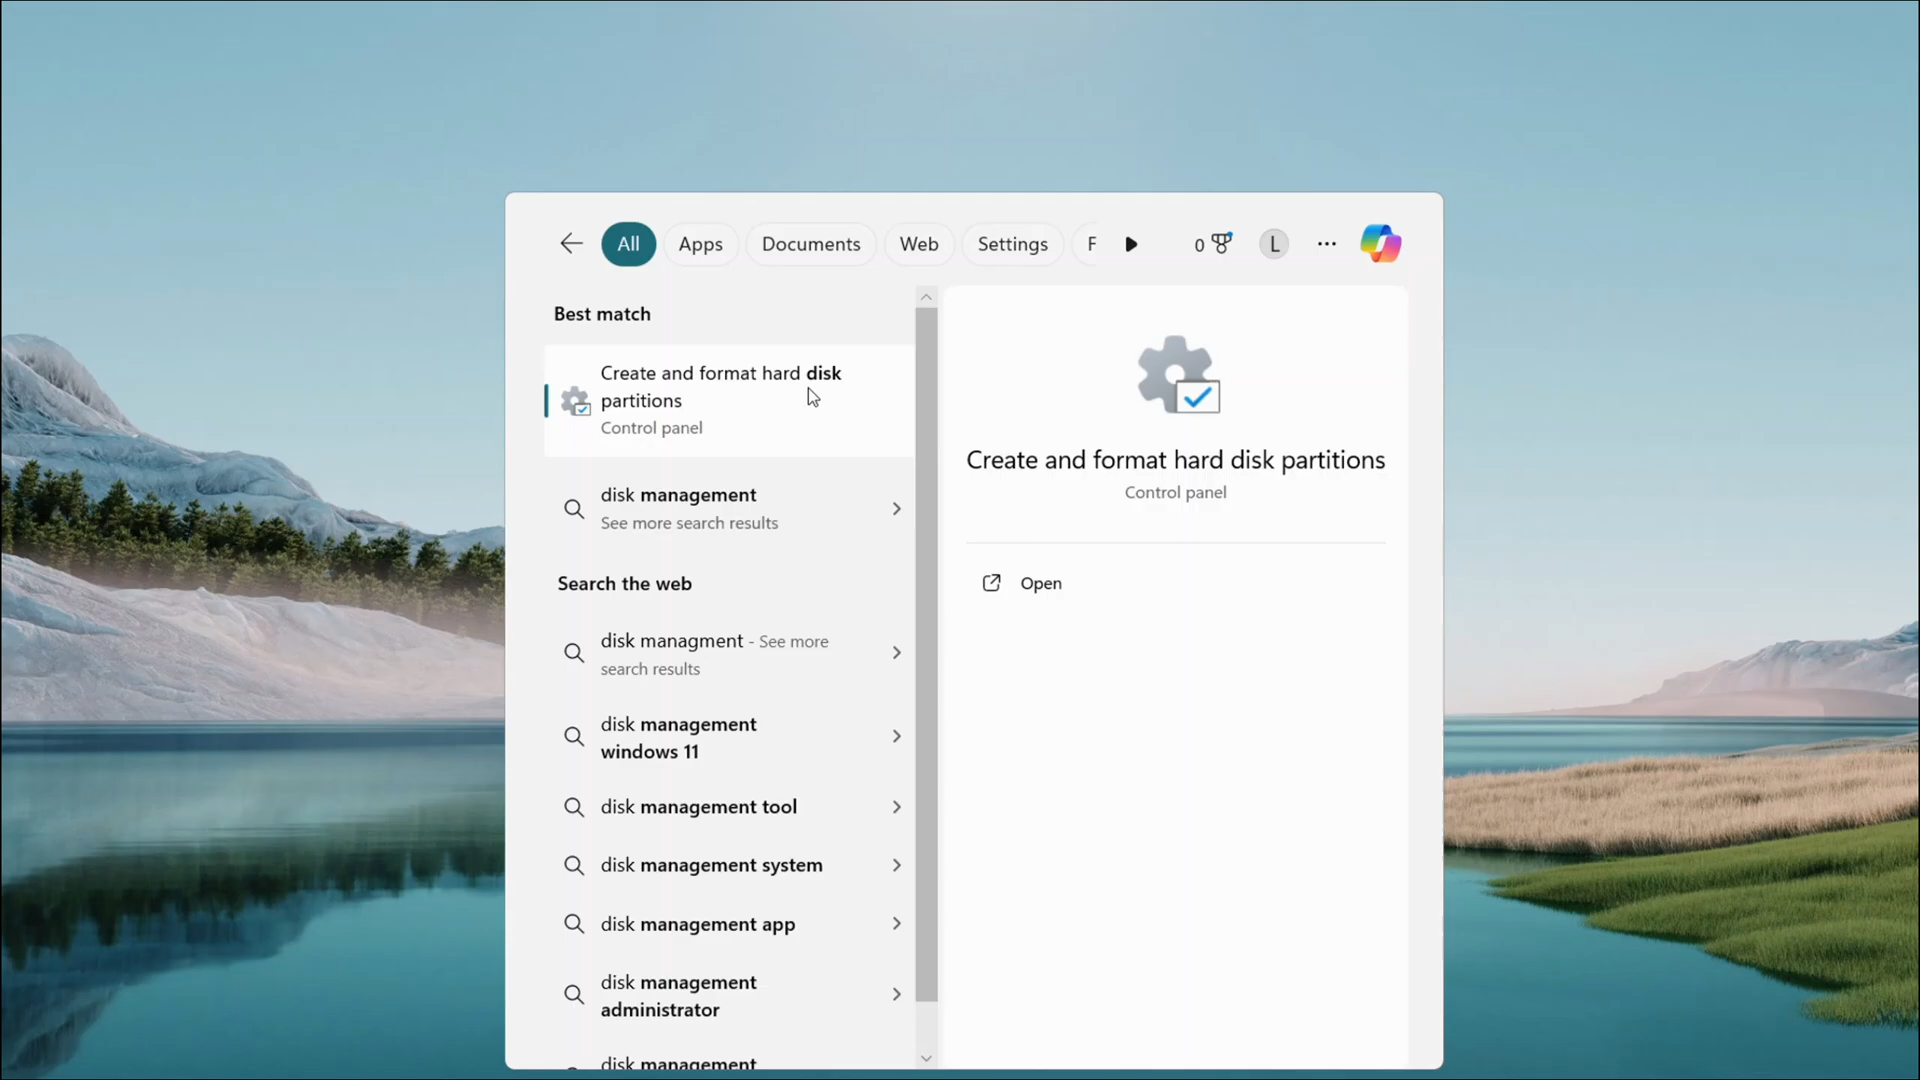 All Apps Documents Web Settings F 0 L
Best match
Create and format hard disk
partitions
Control panel
disk management
See more search results
Search the web
disk managment - See more
search results
disk management
windows 11
disk management tool
disk management system
disk management app
disk management
administrator
disk management
Create and format hard disk partitions
Control panel
Open